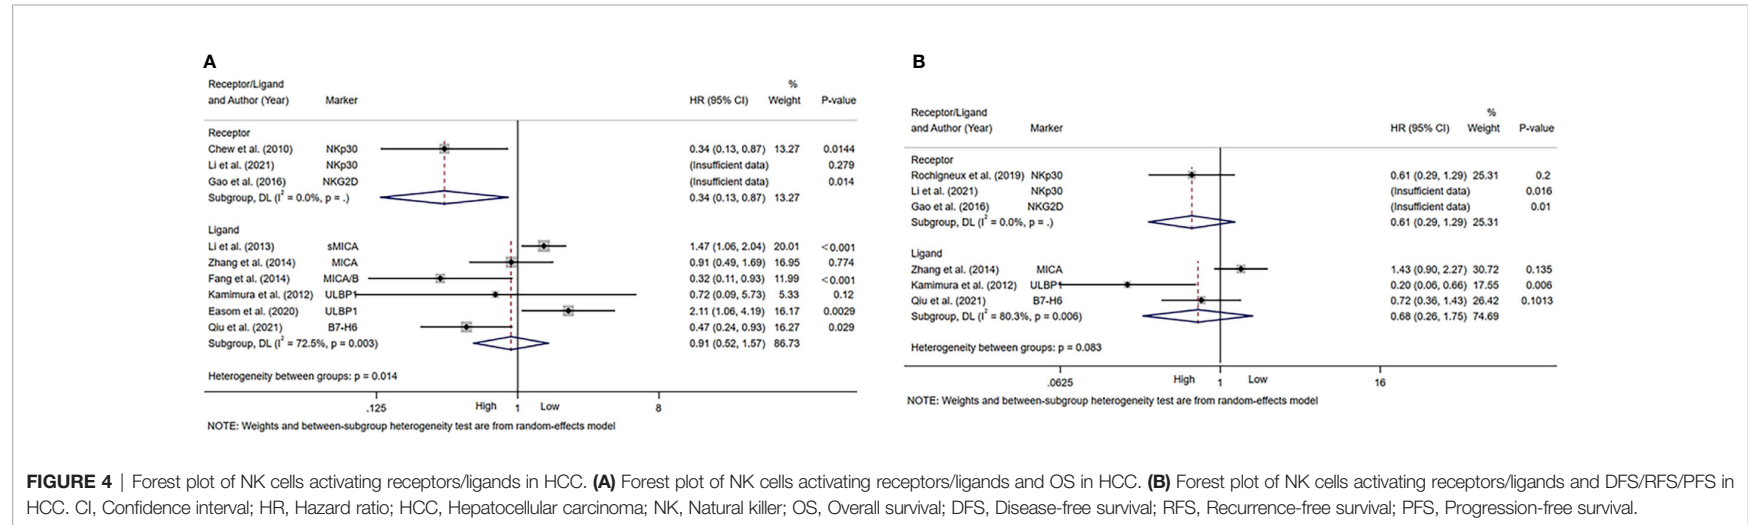 A
Receptor/Ligand %
and Author (Year) Marker HR (95% CI) Weight P-value
Receptor
Chew et al. (2010) NKp30 0.34 (0.13, 0.87) 13.27 0.0144
Li et al. (2021) NKp30 (Insufficient data) 0.279
Gao et al. (2016) NKG2D (Insufficient data) 0.014
Subgroup, DL (I² = 0.0%, p = .) 0.34 (0.13, 0.87) 13.27
Ligand
Li et al. (2013) sMICA 1.47 (1.06, 2.04) 20.01 <0.001
Zhang et al. (2014) MICA 0.91 (0.49, 1.69) 16.95 0.774
Fang et al. (2014) MICA/B 0.32 (0.11, 0.93) 11.99 <0.001
Kamimura et al. (2012) ULBP1 0.72 (0.09, 5.73) 5.33 0.12
Easom et al. (2020) ULBP1 2.11 (1.06, 4.19) 16.17 0.0029
Qiu et al. (2021) B7-H6 0.47 (0.24, 0.93) 16.27 0.029
Subgroup, DL (I² = 72.5%, p = 0.003) 0.91 (0.52, 1.57) 86.73
Heterogeneity between groups: p = 0.014
.125 High 1 Low 8
NOTE: Weights and between-subgroup heterogeneity test are from random-effects model
B
Receptor/Ligand %
and Author (Year) Marker HR (95% CI) Weight P-value
Receptor
Rochigneux et al. (2019) NKp30 0.61 (0.29, 1.29) 25.31 0.2
Li et al. (2021) NKp30 (Insufficient data) 0.016
Gao et al. (2016) NKG2D (Insufficient data) 0.01
Subgroup, DL (I² = 0.0%, p = .) 0.61 (0.29, 1.29) 25.31
Ligand
Zhang et al. (2014) MICA 1.43 (0.90, 2.27) 30.72 0.135
Kamimura et al. (2012) ULBP1 0.20 (0.06, 0.66) 17.55 0.006
Qiu et al. (2021) B7-H6 0.72 (0.36, 1.43) 26.42 0.1013
Subgroup, DL (I² = 80.3%, p = 0.006) 0.68 (0.26, 1.75) 74.69
Heterogeneity between groups: p = 0.083
.0625 High 1 Low 16
NOTE: Weights and between-subgroup heterogeneity test are from random-effects model
FIGURE 4 | Forest plot of NK cells activating receptors/ligands in HCC. (A) Forest plot of NK cells activating receptors/ligands and OS in HCC. (B) Forest plot of NK cells activating receptors/ligands and DFS/RFS/PFS in
HCC. CI, Confidence interval; HR, Hazard ratio; HCC, Hepatocellular carcinoma; NK, Natural killer; OS, Overall survival; DFS, Disease-free survival; RFS, Recurrence-free survival; PFS, Progression-free survival.